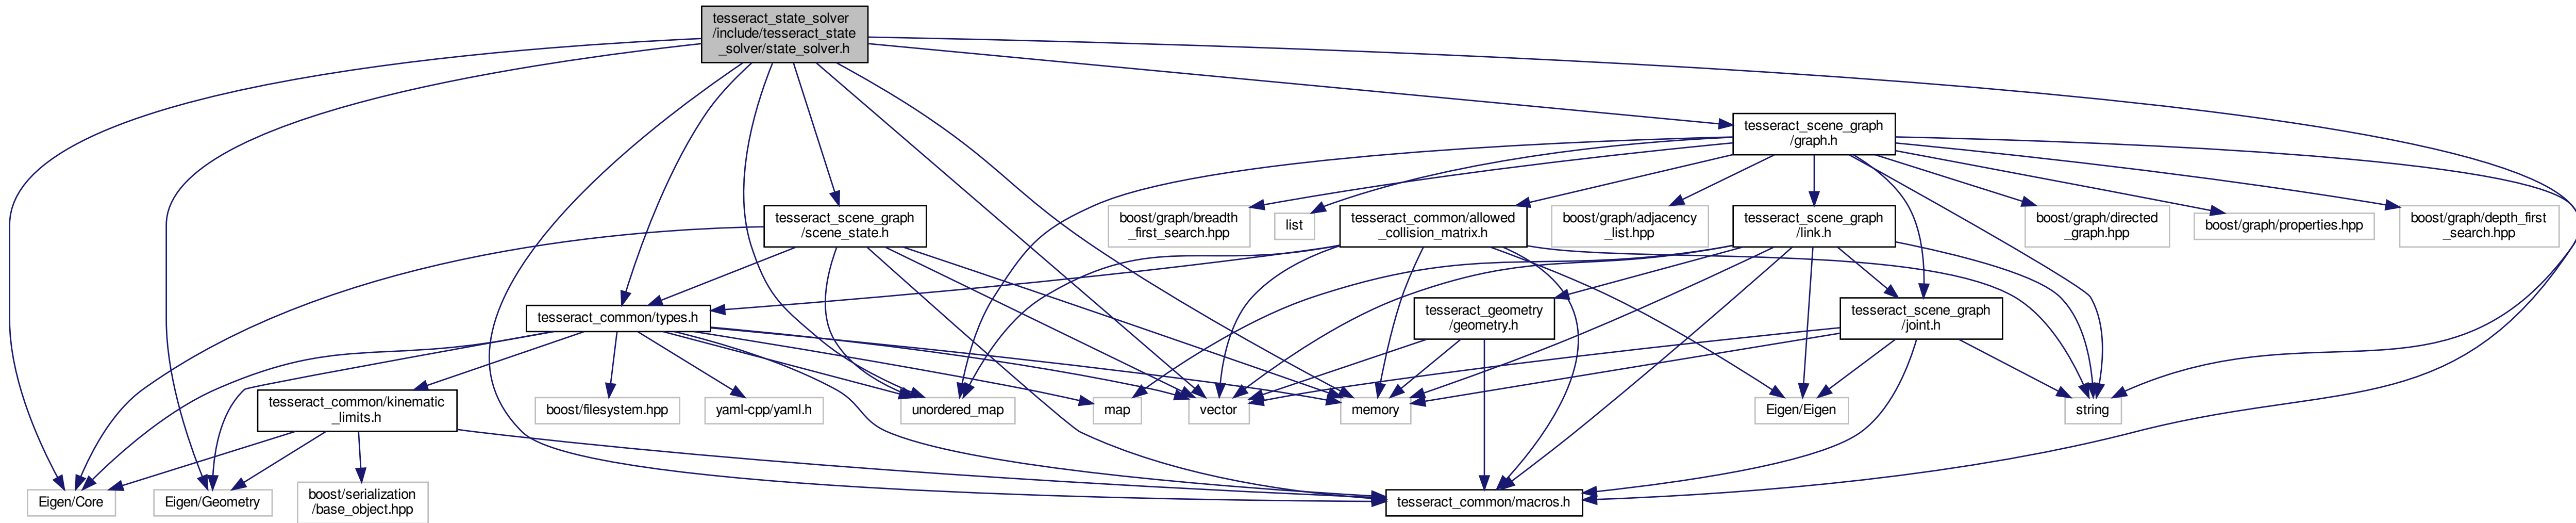 tesseract_state_solver
/include/tesseract_state
_solver/state_solver.h
tesseract_scene_graph
/graph.h
tesseract_scene_graph
/scene_state.h
boost/graph/breadth
_first_search.hpp
list
tesseract_common/allowed
_collision_matrix.h
boost/graph/adjacency
_list.hpp
tesseract_scene_graph
/link.h
boost/graph/directed
_graph.hpp
boost/graph/properties.hpp
boost/graph/depth_first
_search.hpp
tesseract_common/types.h
tesseract_geometry
/geometry.h
tesseract_scene_graph
/joint.h
tesseract_common/kinematic
_limits.h
boost/filesystem.hpp
yaml-cpp/yaml.h
unordered_map
map
vector
memory
Eigen/Eigen
string
Eigen/Core
Eigen/Geometry
boost/serialization
/base_object.hpp
tesseract_common/macros.h